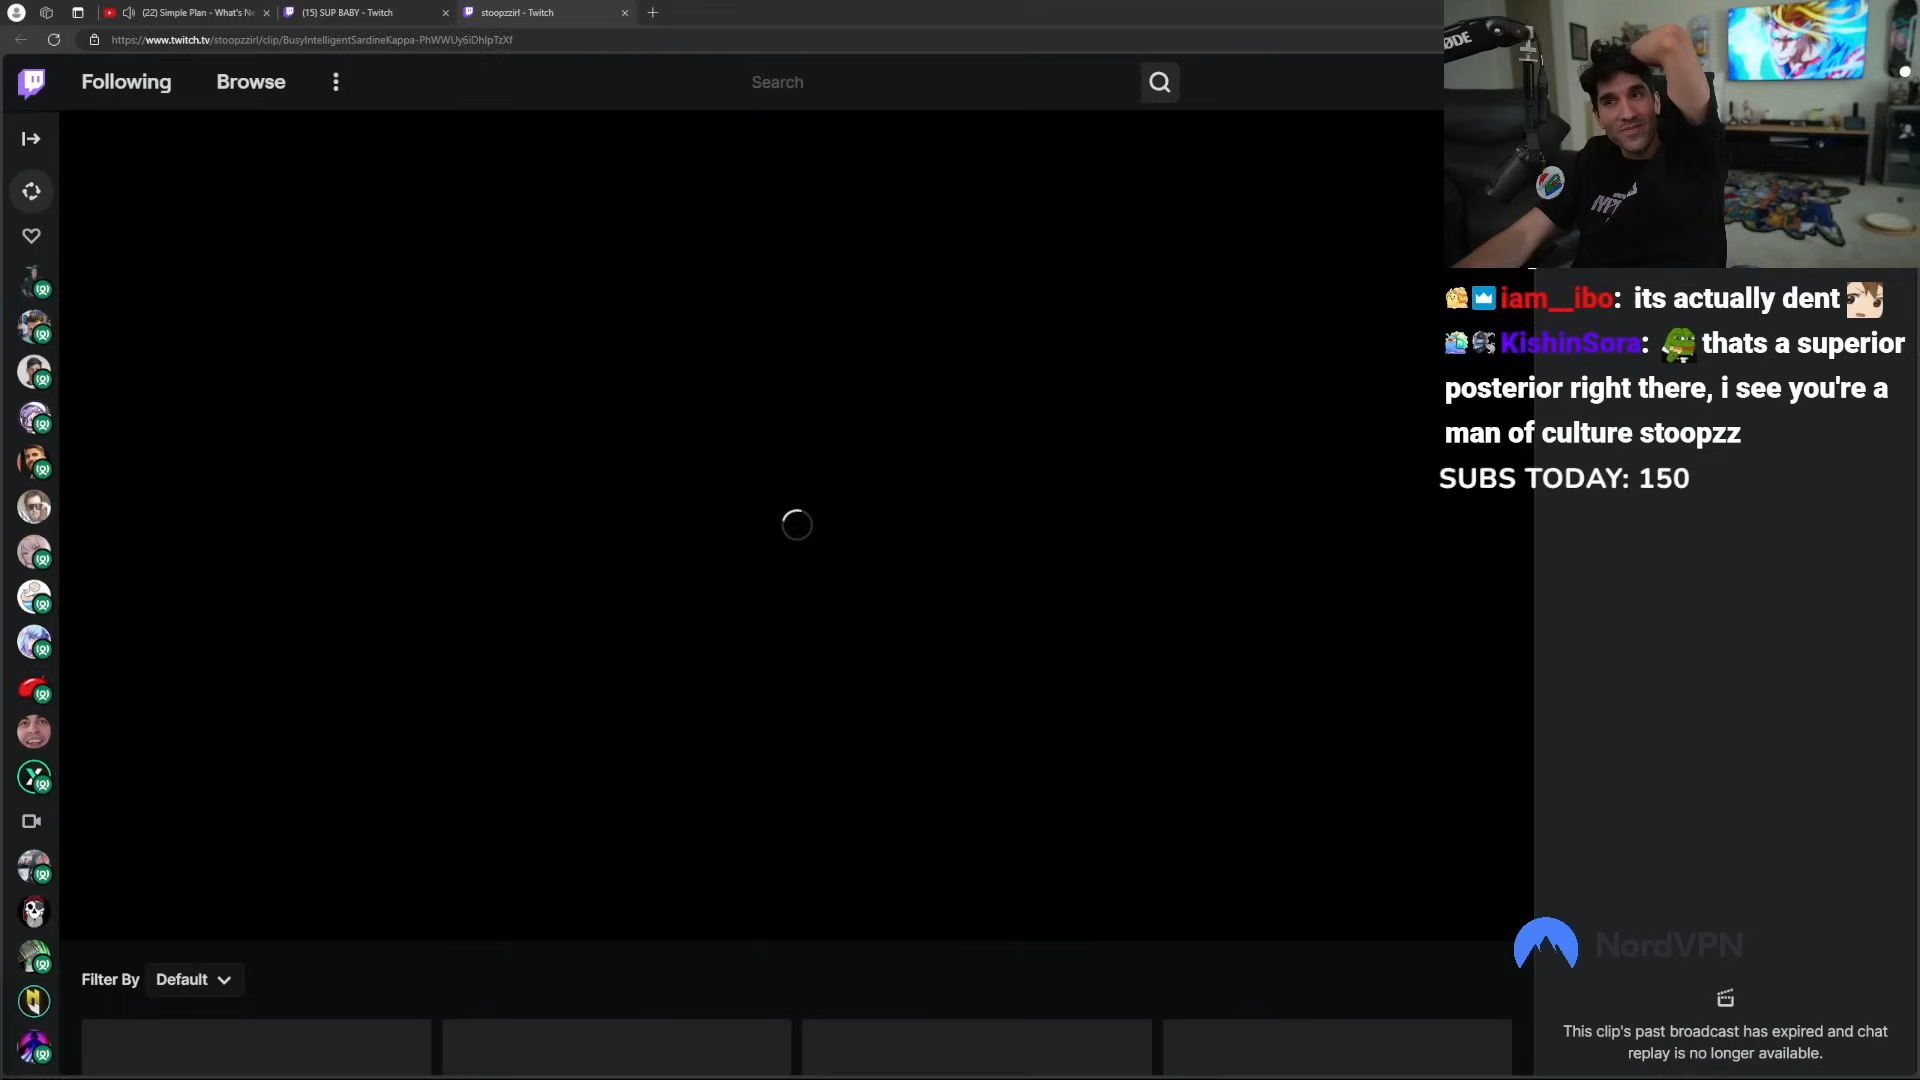 (22) Simple Plan - What's Ne
(15) SUP BABY - Twitch
stoopzzirl - Twitch
https://www.twitch.tv/stoopzzirl/clip/BusyIntelligentSardineKappa-PhWWUy6iDhIpTzXf
Following
Browse
Search
RØDE
iam__ibo: its actually dent
KishinSora: thats a superior
posterior right there, i see you're a
man of culture stoopzz
SUBS TODAY: 150
NordVPN
Filter By
Default
This clip's past broadcast has expired and chat
replay is no longer available.